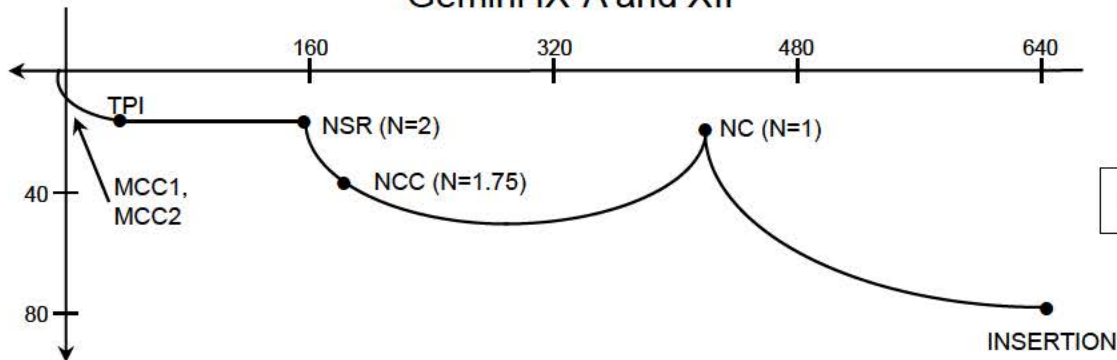 Gemini IX-A and XII
160
320
480
640
TPI
NSR (N=2)
NC (N=1)
NCC (N=1.75)
MCC1,
MCC2
40
80
INSERTION